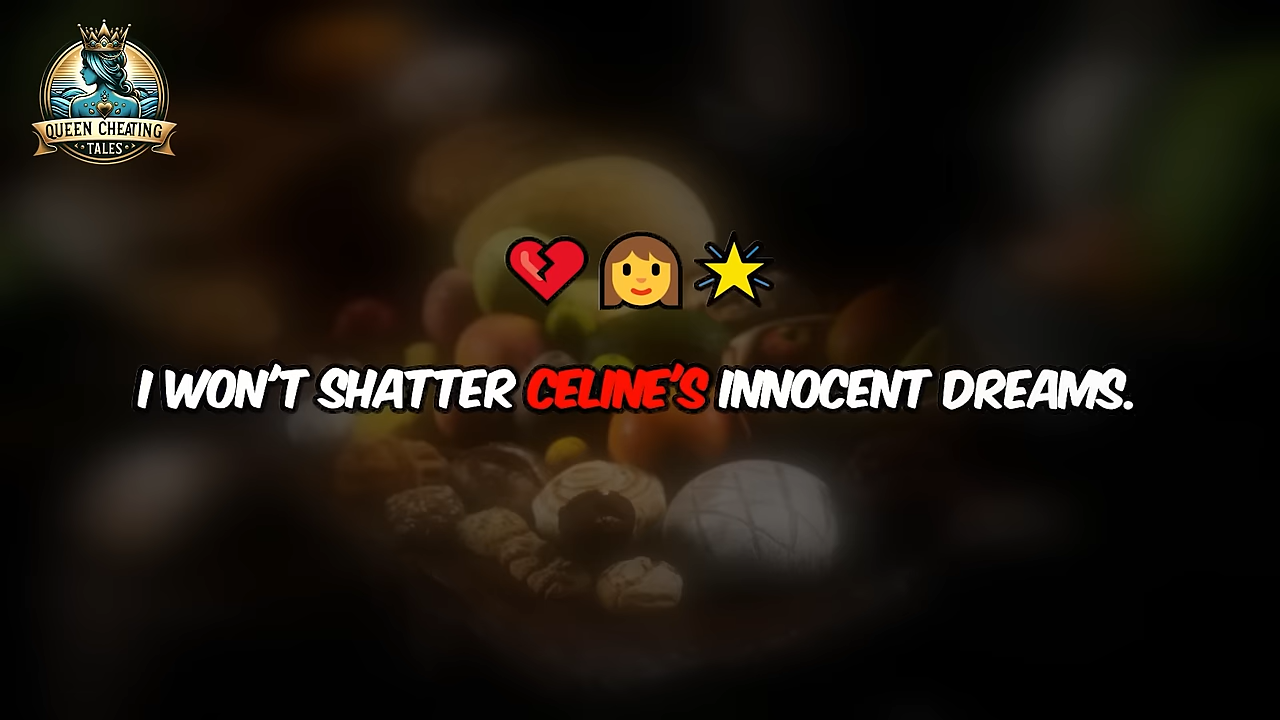 QUEEN CHEATING
TALES
I WON'T SHATTER CELINE'S INNOCENT DREAMS.